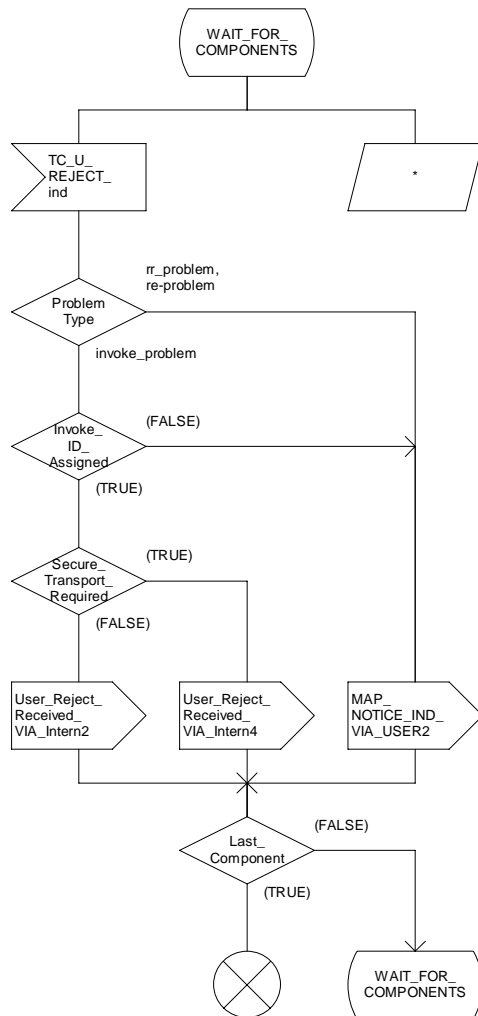 WAIT_FOR_
COMPONENTS
TC_U_
REJECT_
ind
*
rr_problem,
re-problem
Problem
Type
invoke_problem
(FALSE)
Invoke_
ID_
Assigned
(TRUE)
(TRUE)
Secure_
Transport_
Required
(FALSE)
User_Reject_
Received_
VIA_Intern2
User_Reject_
Received_
VIA_Intern4
MAP_
NOTICE_IND_
VIA_USER2
(FALSE)
Last_
Component
(TRUE)
WAIT_FOR_
COMPONENTS